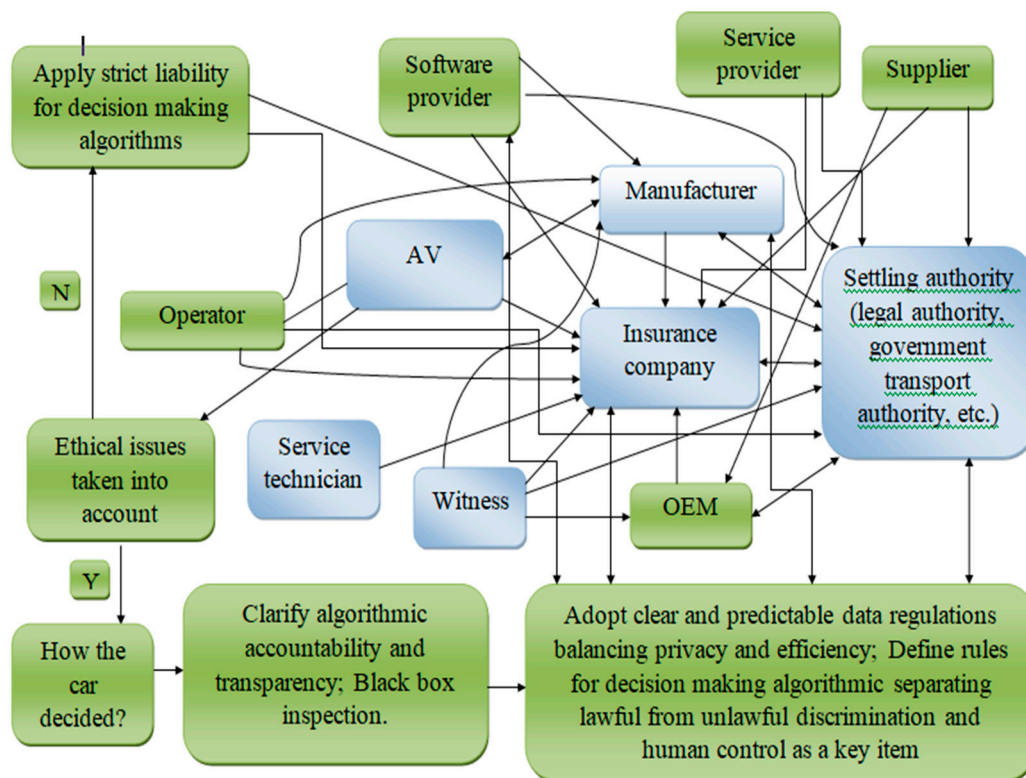 Apply strict liability
for decision making
algorithms
Software
provider
Service
provider
Supplier
Manufacturer
AV
N
Operator
Insurance
company
Settling authority
(legal authority,
government
transport
authority, etc.)
Ethical issues
taken into
account
Service
technician
Witness
OEM
Y
How the
car
decided?
Clarify algorithmic
accountability and
transparency; Black box
inspection.
Adopt clear and predictable data regulations
balancing privacy and efficiency; Define rules
for decision making algorithmic separating
lawful from unlawful discrimination and
human control as a key item